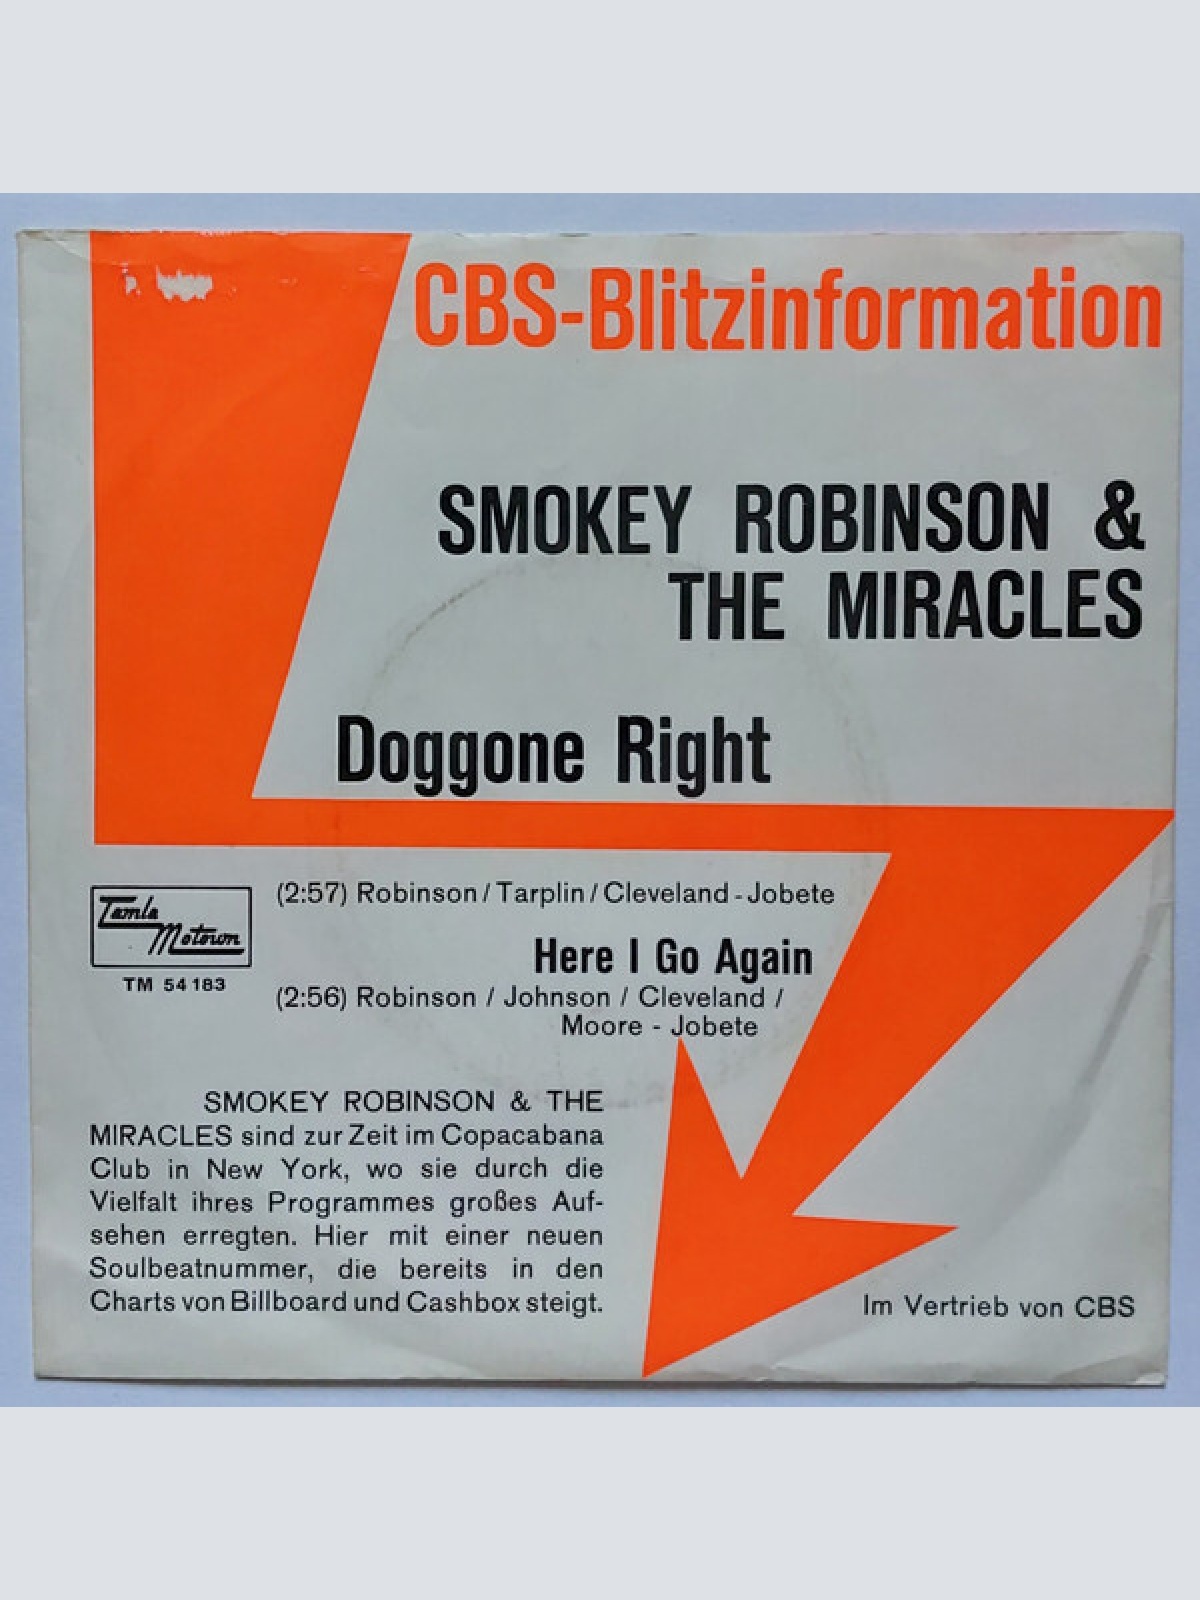 CBS-Blitzinformation
SMOKEY ROBINSON &
THE MIRACLES
Doggone Right
(2:57) Robinson / Tarplin / Cleveland - Jobete
Tamla
Motown
TM 54 183
Here I Go Again
(2:56) Robinson / Johnson / Cleveland /
Moore - Jobete
SMOKEY ROBINSON & THE
MIRACLES sind zur Zeit im Copacabana
Club in New York, wo sie durch die
Vielfalt ihres Programmes großes Auf-
sehen erregten. Hier mit einer neuen
Soulbeatnummer, die bereits in den
Charts von Billboard und Cashbox steigt.
Im Vertrieb von CBS